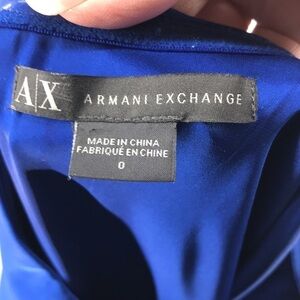 A|X ARMANI EXCHANGE
MADE IN CHINA
FABRIQUÉ EN CHINE
0